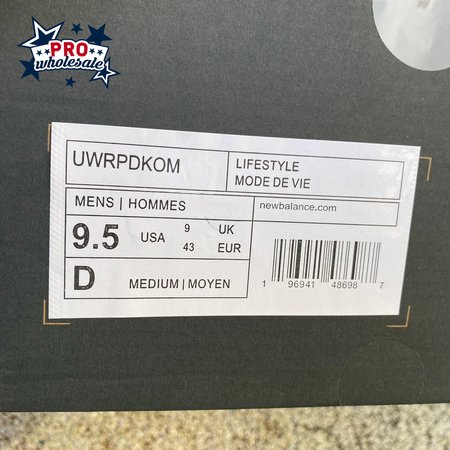 PRO
wholesale
UWRPDKOM
LIFESTYLE
MODE DE VIE
MENS | HOMMES
newbalance.com
9.5 USA 9 UK
43 EUR
D MEDIUM | MOYEN
1 96941 48698 7